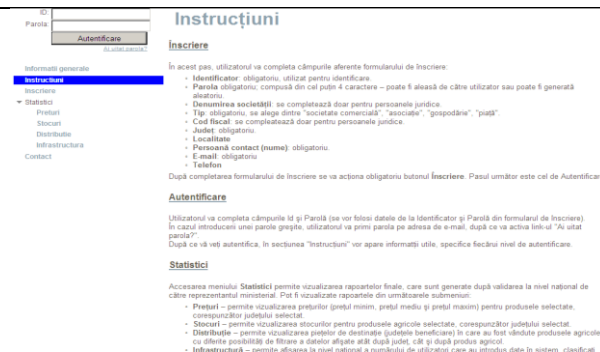 ID:
Parola:
Autentificare
Ai uitat parola?
Informatii generale
Instructiuni
Inscriere
Statistici
Preturi
Stocuri
Distributie
Infrastructura
Contact
Instrucțiuni
Înscriere
În acest pas, utilizatorul va completa câmpurile aferente formularului de înscriere:
Identificator: obligatoriu, utilizat pentru identificare.
Parola obligatoriu; compusă din cel puțin 4 caractere – poate fi aleasă de către utilizator sau poate fi generată
aleatoriu.
Denumirea societății: se completează doar pentru persoanele juridice.
Tip: obligatoriu, se alege dintre "societate comercială", "asociație", "gospodărie", "piață".
Cod fiscal: se completează doar pentru persoanele juridice.
Județ: obligatoriu.
Localitate
Persoană contact (nume): obligatoriu.
E-mail: obligatoriu
Telefon
După completarea formularului de înscriere se va acționa obligatoriu butonul Înscriere. Pasul următor este cel de Autentificar
Autentificare
Utilizatorul va completa câmpurile Id și Parolă (se vor folosi datele de la Identificator și Parolă din formularul de Înscriere).
În cazul introducerii unei parole greșite, utilizatorul va primi parola pe adresa de e-mail, după ce va activa link-ul "Ai uitat
parola?".
După ce vă veți autentifica, în secțiunea "Instrucțiuni" vor apare informații utile, specifice fiecărui nivel de autentificare.
Statistici
Accesarea meniului Statistici permite vizualizarea rapoartelor finale, care sunt generate după validarea la nivel național de
către reprezentantul ministerial. Pot fi vizualizate rapoartele din următoarele submeniuri:
Prețuri – permite vizualizarea prețurilor (prețul minim, prețul mediu și prețul maxim) pentru produsele selectate,
corespunzător județului selectat.
Stocuri – permite vizualizarea stocurilor pentru produsele agricole selectate, corespunzător județului selectat.
Distribuție – permite vizualizarea piețelor de destinație (județele beneficiare) în care au fost vândute produsele agricole
cu diferite posibilități de filtrare a datelor afișate atât după județ, cât și după produs agricol.
Infrastructură – permite afișarea la nivel național a numărului de utilizatori care au introdus date în sistem, clasificați